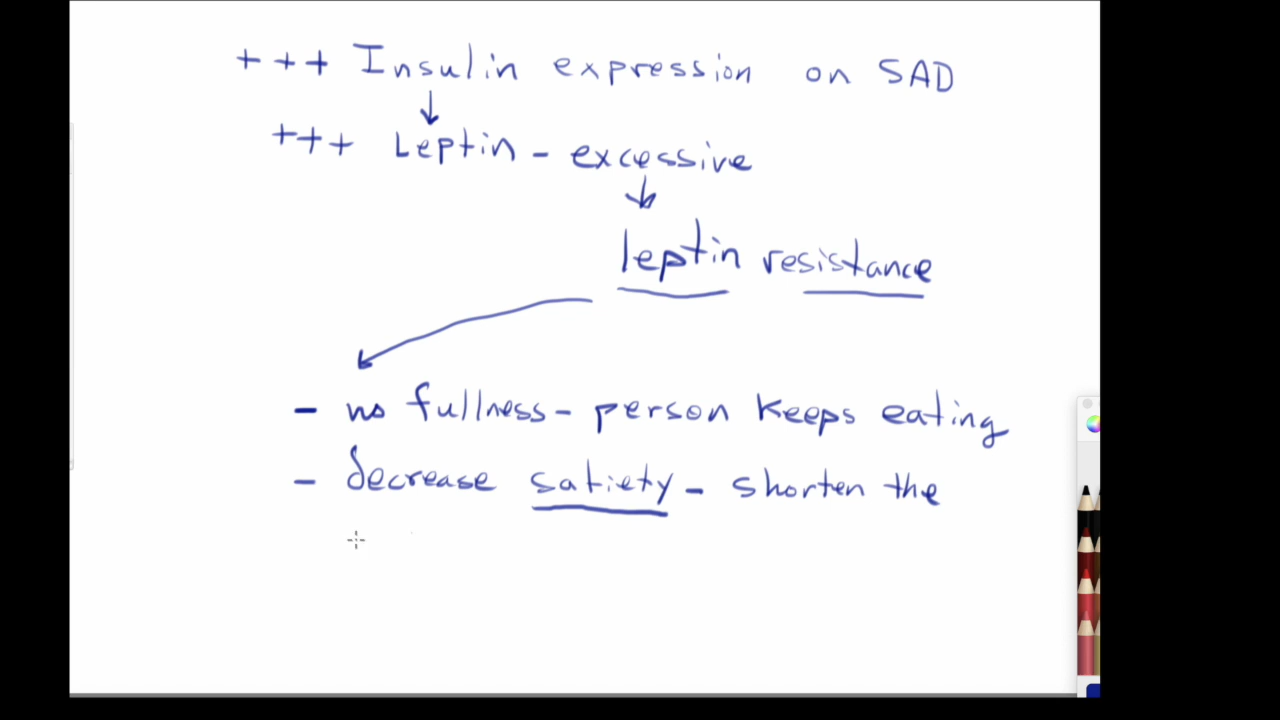 +++ Insulin expression on SAD
+++ Leptin - excessive
leptin resistance
- no fullness - person keeps eating
- decrease satiety - shorten the